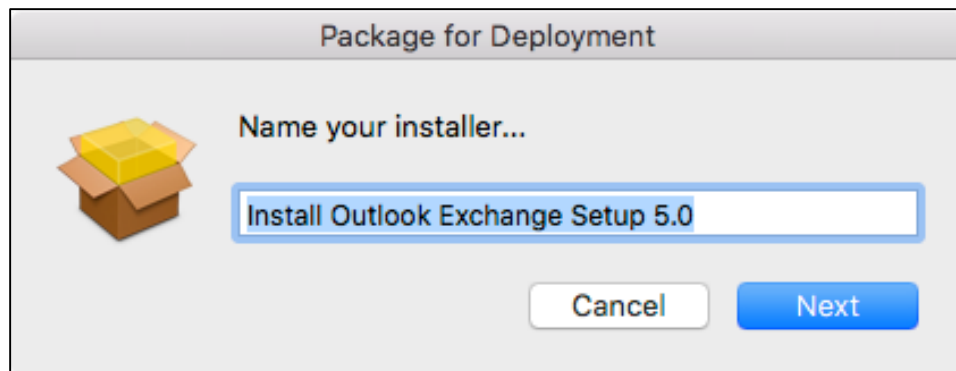 Package for Deployment
Name your installer...
Install Outlook Exchange Setup 5.0
Cancel
Next